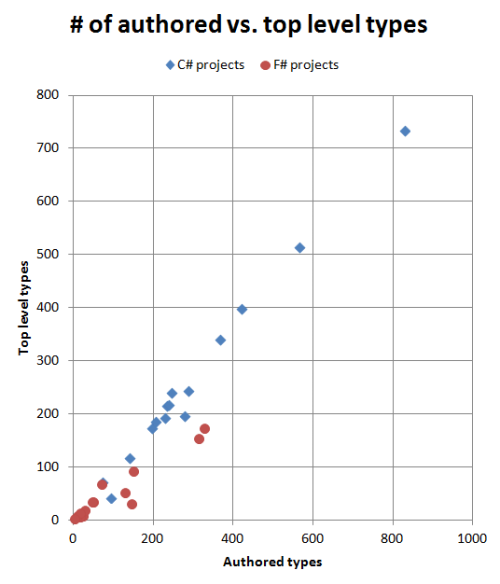 # of authored vs. top level types
C# projects F# projects
800
700
600
500
400
300
200
100
0
Top level types
0 200 400 600 800 1000
Authored types